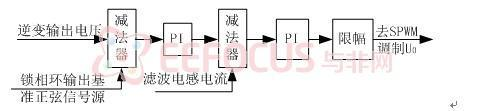 逆变输出电压
减法器
PI
减法器
PI
限幅
去SPWM
调制U₀
锁相环输出基
准正弦信号源
滤波电感电流
EEFOCUS
与非网